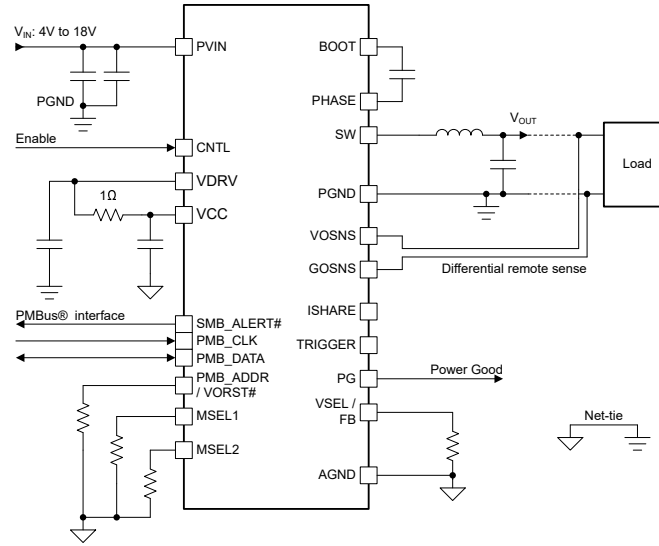 VIN: 4V to 18V
PGND
Enable
1Ω
PMBus® interface
PVIN
CNTL
VDRV
VCC
SMB_ALERT#
PMB_CLK
PMB_DATA
PMB_ADDR
/ VORST#
MSEL1
MSEL2
BOOT
PHASE
SW
PGND
VOSNS
GOSNS
ISHARE
TRIGGER
PG
VSEL /
FB
AGND
VOUT
Load
Differential remote sense
Power Good
Net-tie